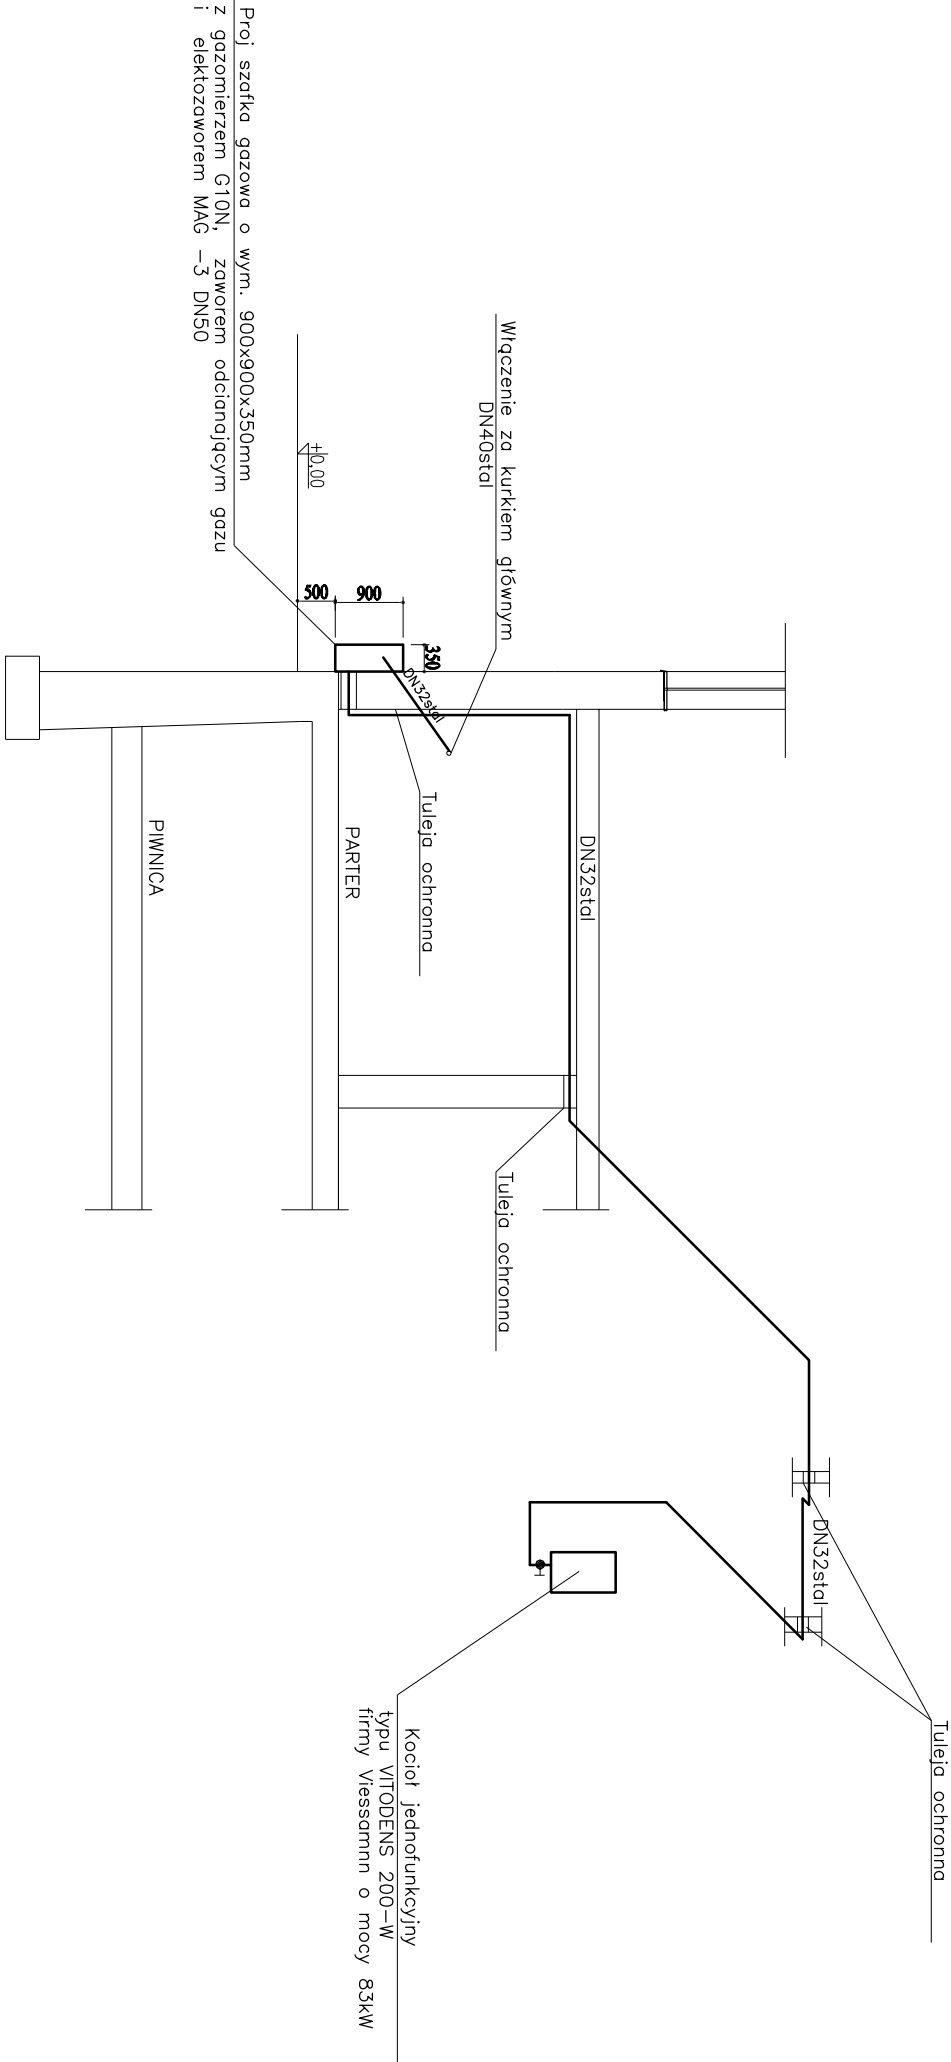 Proj szafka gazowa o wym. 900x900x350mm
z gazomierzem G10N, zaworem odcianającym gazu
i elektozaworem MAG -3 DN50
+0,00
Włączenie za kurkiem głównym
DN40stal
500
900
350
DN32stal
Tuleja ochronna
PARTER
PIWNICA
DN32stal
Tuleja ochronna
DN32stal
Tuleja ochronna
Kocioł jednofunkcyjny
typu VITODENS 200-W
firmy Viessamnn o mocy 83kW